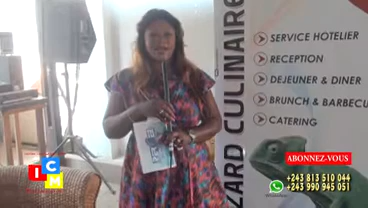 ZARD CULINAIRE
> SERVICE HOTELIER
> RECEPTION
> DEJEUNER & DINER
> BRUNCH & BARBECU
> CATERING
ICM
ABONNEZ-VOUS
+243 813 510 044
+243 990 945 051